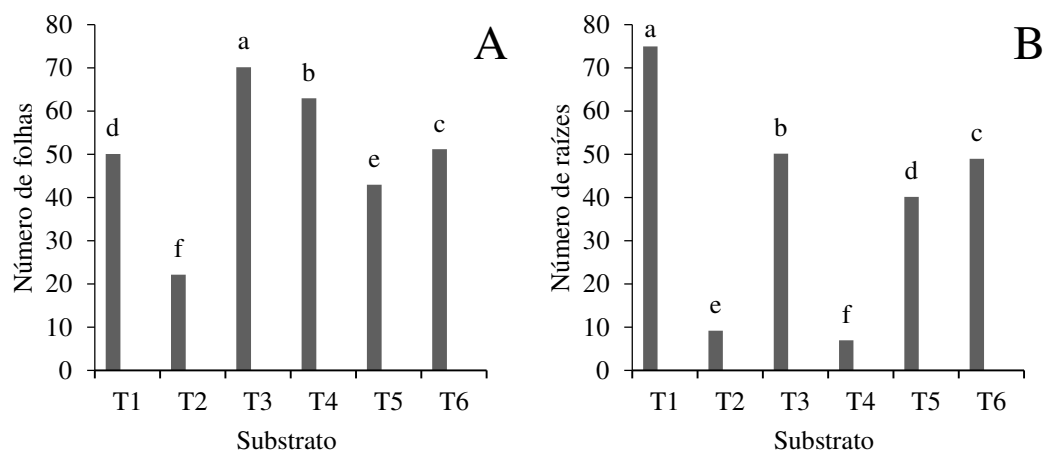 A
Número de folhas
80
70
60
50
40
30
20
10
0
d
f
a
b
e
c
T1 T2 T3 T4 T5 T6
Substrato
B
Número de raízes
80
70
60
50
40
30
20
10
0
a
e
b
f
d
c
T1 T2 T3 T4 T5 T6
Substrato